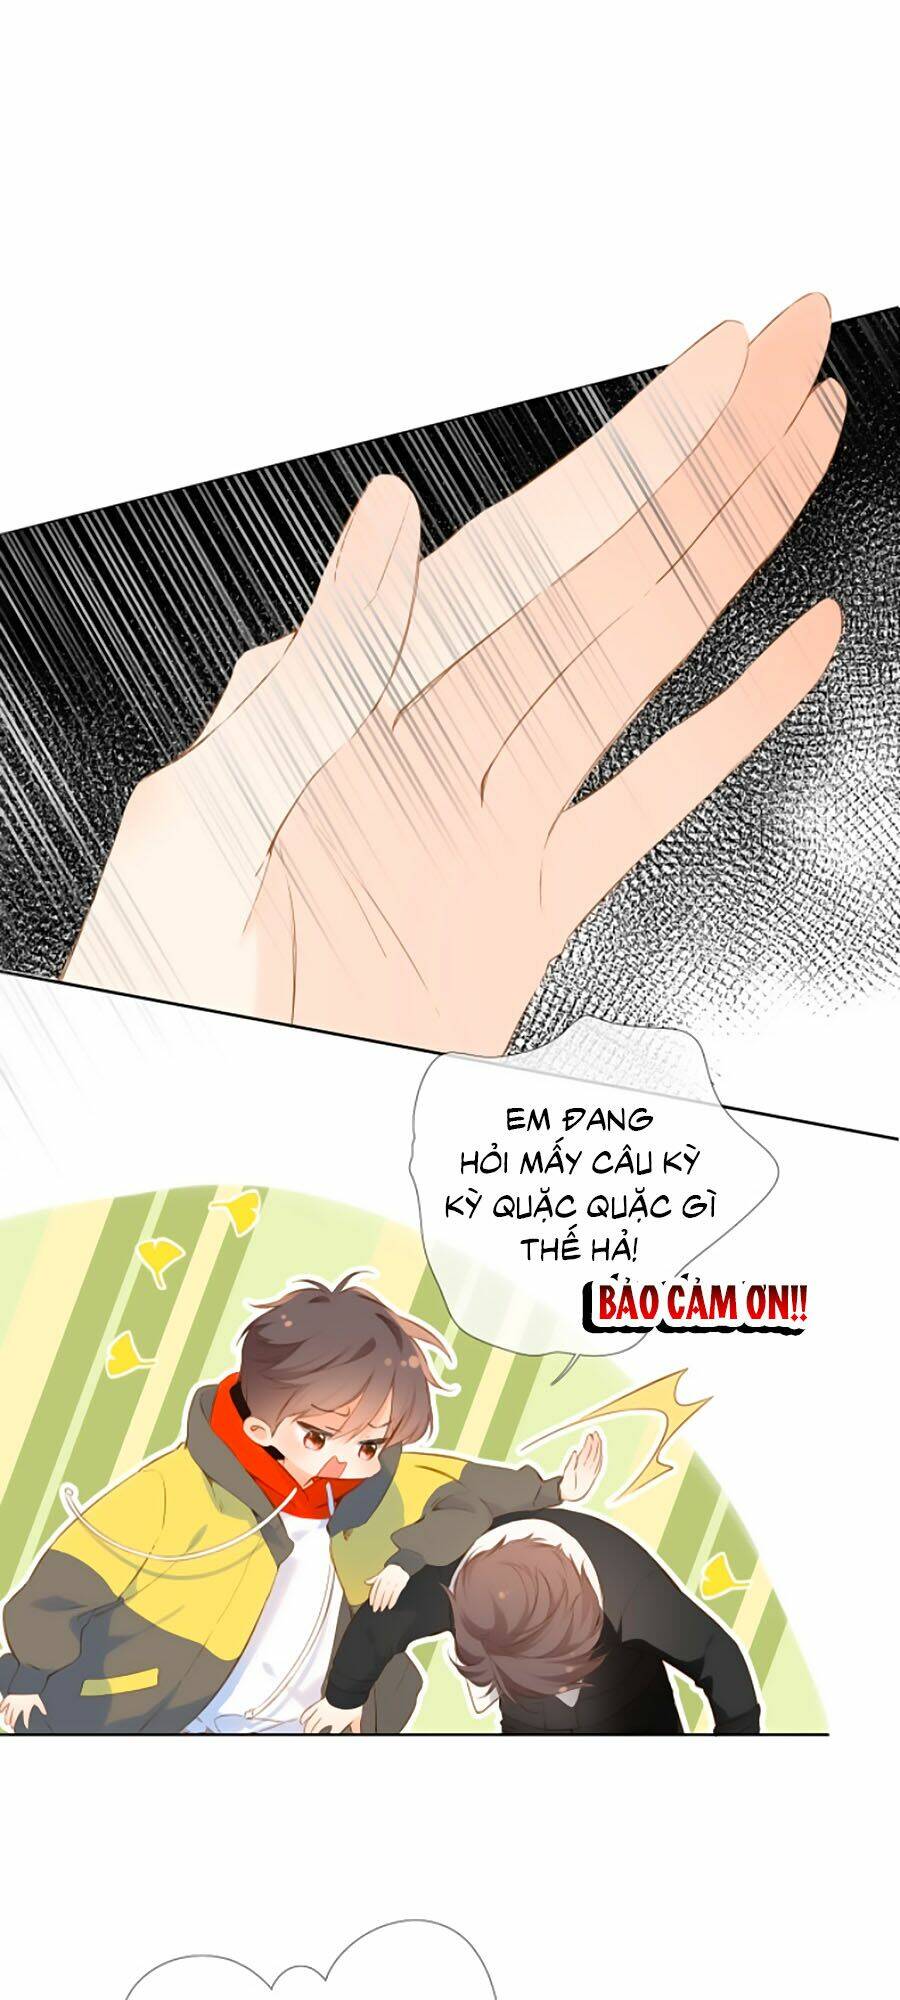 EM ĐANG
HỎI MẤY CÂU KỲ
KỲ QUẶC QUẶC GÌ
THẾ HẢ!
BẢO CẢM ƠN!!